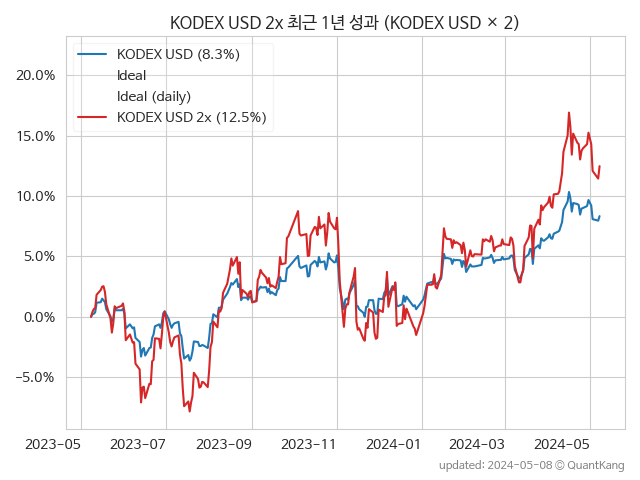 KODEX USD 2x 최근 1년 성과 (KODEX USD × 2)
KODEX USD (8.3%)
Ideal
Ideal (daily)
KODEX USD 2x (12.5%)
20.0%
15.0%
10.0%
5.0%
0.0%
−5.0%
2023-05 2023-07 2023-09 2023-11 2024-01 2024-03 2024-05
updated: 2024-05-08 © QuantKang